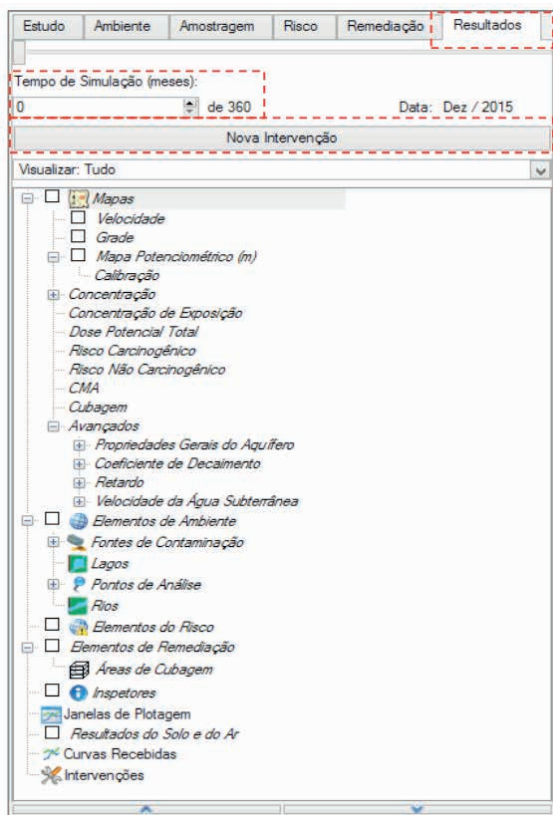 Estudo Ambiente Amostragem Risco Remediação Resultados
Tempo de Simulação (meses):
0 de 360 Data: Dez / 2015
Nova Intervenção
Visualizar: Tudo
Mapas
Velocidade
Grade
Mapa Potenciométrico (m)
Calibração
Concentração
Concentração de Exposição
Dose Potencial Total
Risco Carcinogênico
Risco Não Carcinogênico
CMA
Cubagem
Avançados
Propriedades Gerais do Aquífero
Coeficiente de Decaimento
Retardo
Velocidade da Água Subterrânea
Elementos de Ambiente
Fontes de Contaminação
Lagos
Pontos de Análise
Rios
Elementos do Risco
Elementos de Remediação
Áreas de Cubagem
Inspetores
Janelas de Plotagem
Resultados do Solo e do Ar
Curvas Recebidas
Intervenções